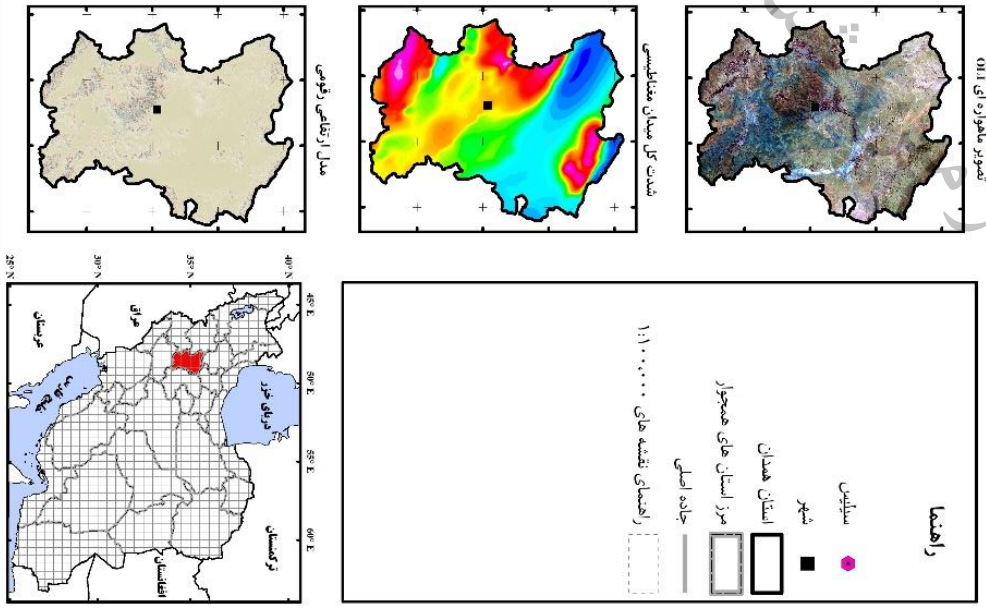 تصویر ماهواره ای OLI
شدت کل میدان مغناطیسی
مدل ارتفاعی رقومی
راهنما
سیلیس
شهر
استان همدان
مرز استان های همجوار
جاده اصلی
راهنمای نقشه های ۱:۱۰۰,۰۰۰
45° E
50° E
55° E
60° E
40° N
35° N
30° N
25° N
ترکمنستان
دریای خزر
افغانستان
عراق
عربستان
خلیج فارس